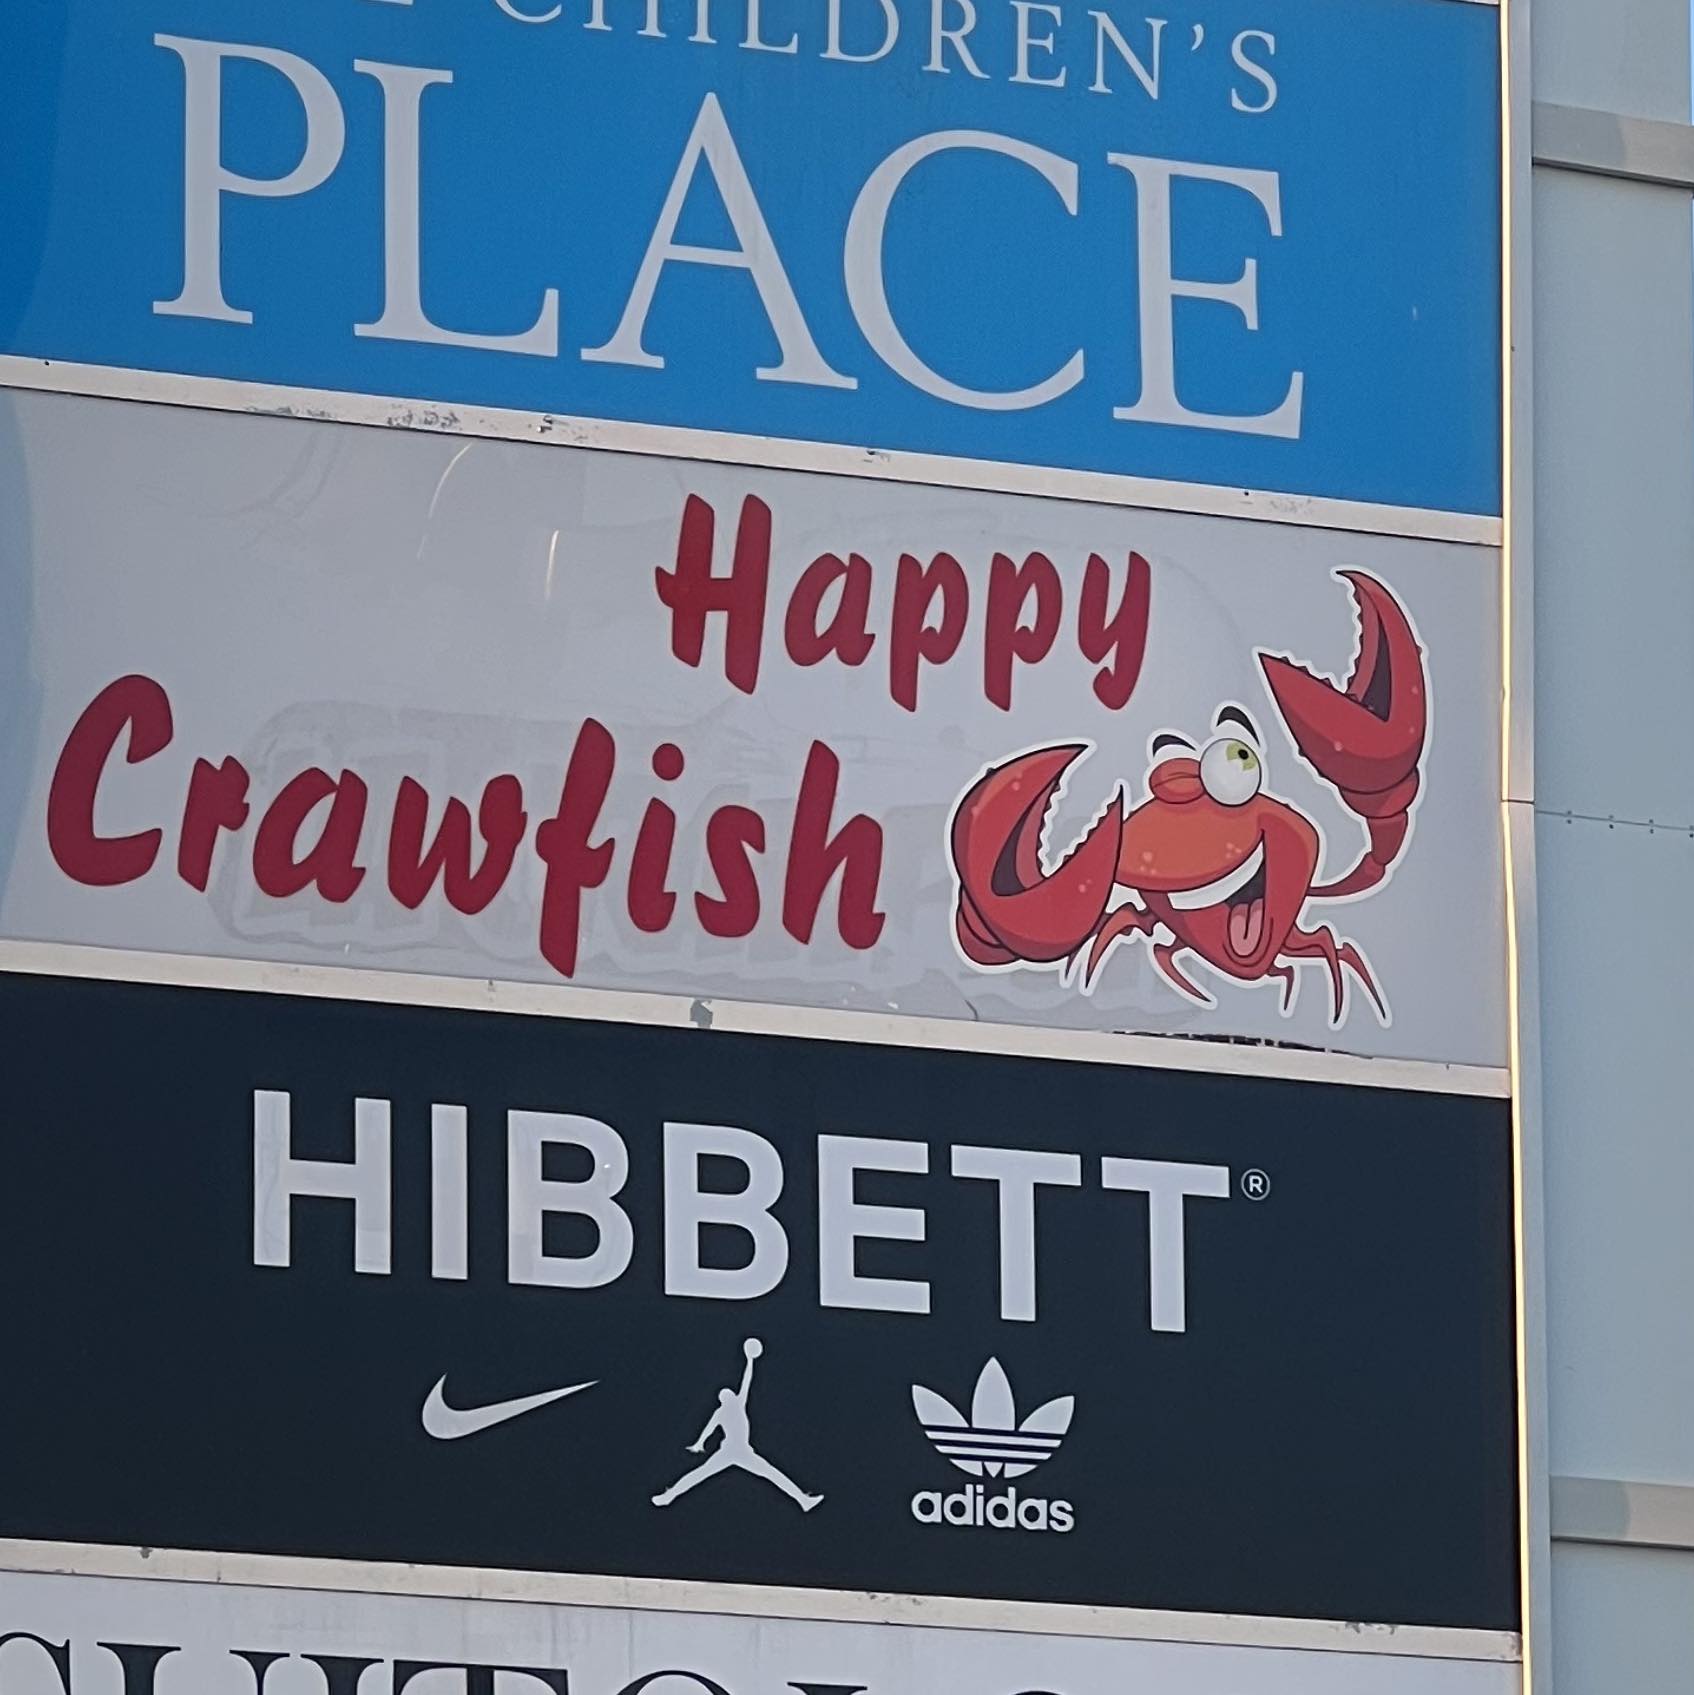 CHILDREN'S
PLACE
Happy
Crawfish
HIBBETT®
adidas